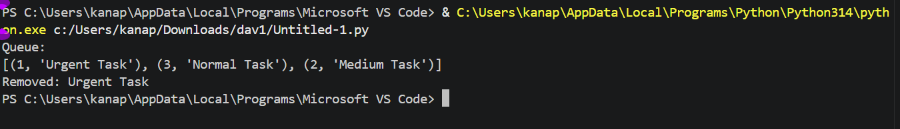 PS C:\Users\kanap\AppData\Local\Programs\Microsoft VS Code> & C:\Users\kanap\AppData\Local\Programs\Python\Python314\pyth
on.exe c:/Users/kanap/Downloads/dav1/Untitled-1.py
Queue:
[(1, 'Urgent Task'), (3, 'Normal Task'), (2, 'Medium Task')]
Removed: Urgent Task
PS C:\Users\kanap\AppData\Local\Programs\Microsoft VS Code>